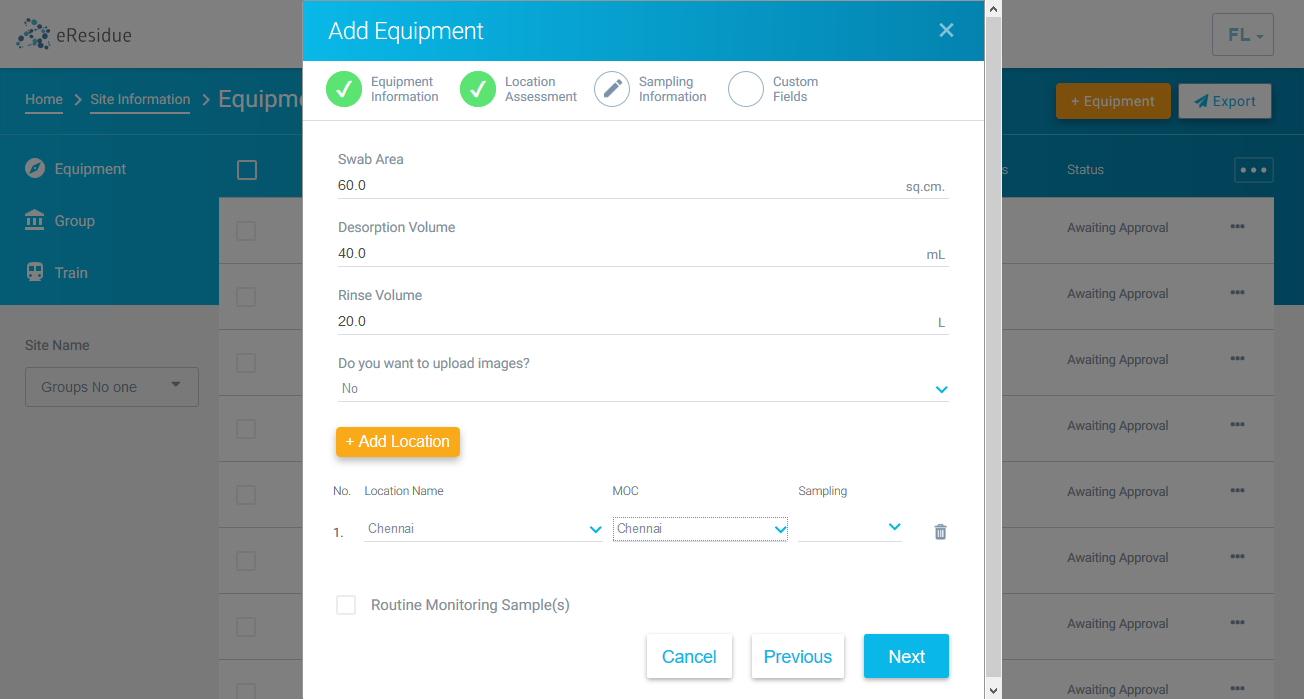 eResidue
FL
Home
Site Information
Equipm
+ Equipment
Export
Equipment
Group
Train
Site Name
Groups No one
s
Status
Awaiting Approval
Awaiting Approval
Awaiting Approval
Awaiting Approval
Awaiting Approval
Awaiting Approval
Awaiting Approval
Awaiting Approval
Add Equipment
Equipment
Information
Location
Assessment
Sampling
Information
Custom
Fields
Swab Area
60.0 sq.cm.
Desorption Volume
40.0 mL
Rinse Volume
20.0 L
Do you want to upload images?
No
+ Add Location
No. Location Name MOC Sampling
1. Chennai Chennai
Routine Monitoring Sample(s)
Cancel Previous Next